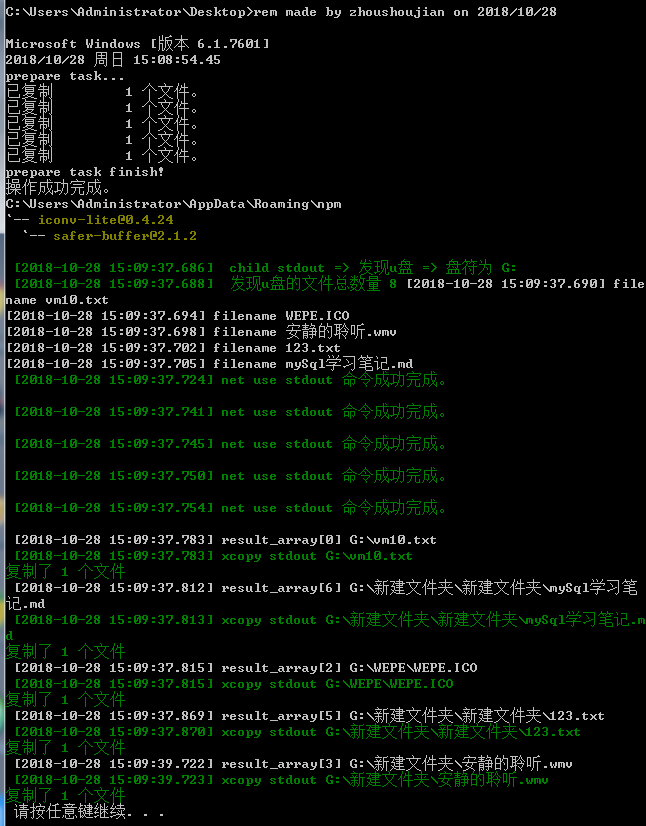 C:\Users\Administrator\Desktop>rem made by zhoushoujian on 2018/10/28
Microsoft Windows [版本 6.1.7601]
2018/10/28 周日 15:08:54.45
prepare task...
已复制         1 个文件。
已复制         1 个文件。
已复制         1 个文件。
已复制         1 个文件。
已复制         1 个文件。
prepare task finish!
操作成功完成。
C:\Users\Administrator\AppData\Roaming\npm
`-- iconv-lite@0.4.24
  `-- safer-buffer@2.1.2
[2018-10-28 15:09:37.686]  child stdout => 发现u盘 => 盘符为 G:
[2018-10-28 15:09:37.688]  发现u盘的文件总数量 8 [2018-10-28 15:09:37.690] file
name vm10.txt
[2018-10-28 15:09:37.694] filename WEPE.ICO
[2018-10-28 15:09:37.698] filename 安静的聆听.wmv
[2018-10-28 15:09:37.702] filename 123.txt
[2018-10-28 15:09:37.705] filename mySql学习笔记.md
[2018-10-28 15:09:37.724] net use stdout 命令成功完成。
[2018-10-28 15:09:37.741] net use stdout 命令成功完成。
[2018-10-28 15:09:37.745] net use stdout 命令成功完成。
[2018-10-28 15:09:37.750] net use stdout 命令成功完成。
[2018-10-28 15:09:37.754] net use stdout 命令成功完成。
[2018-10-28 15:09:37.783] result_array[0] G:\vm10.txt
[2018-10-28 15:09:37.783] xcopy stdout G:\vm10.txt
复制了 1 个文件
[2018-10-28 15:09:37.812] result_array[6] G:\新建文件夹\新建文件夹\mySql学习笔
记.md
[2018-10-28 15:09:37.813] xcopy stdout G:\新建文件夹\新建文件夹\mySql学习笔记.m
d
复制了 1 个文件
[2018-10-28 15:09:37.815] result_array[2] G:\WEPE\WEPE.ICO
[2018-10-28 15:09:37.815] xcopy stdout G:\WEPE\WEPE.ICO
复制了 1 个文件
[2018-10-28 15:09:37.869] result_array[5] G:\新建文件夹\新建文件夹\123.txt
[2018-10-28 15:09:37.870] xcopy stdout G:\新建文件夹\新建文件夹\123.txt
复制了 1 个文件
[2018-10-28 15:09:39.722] result_array[3] G:\新建文件夹\安静的聆听.wmv
[2018-10-28 15:09:39.723] xcopy stdout G:\新建文件夹\安静的聆听.wmv
复制了 1 个文件
请按任意键继续. . .